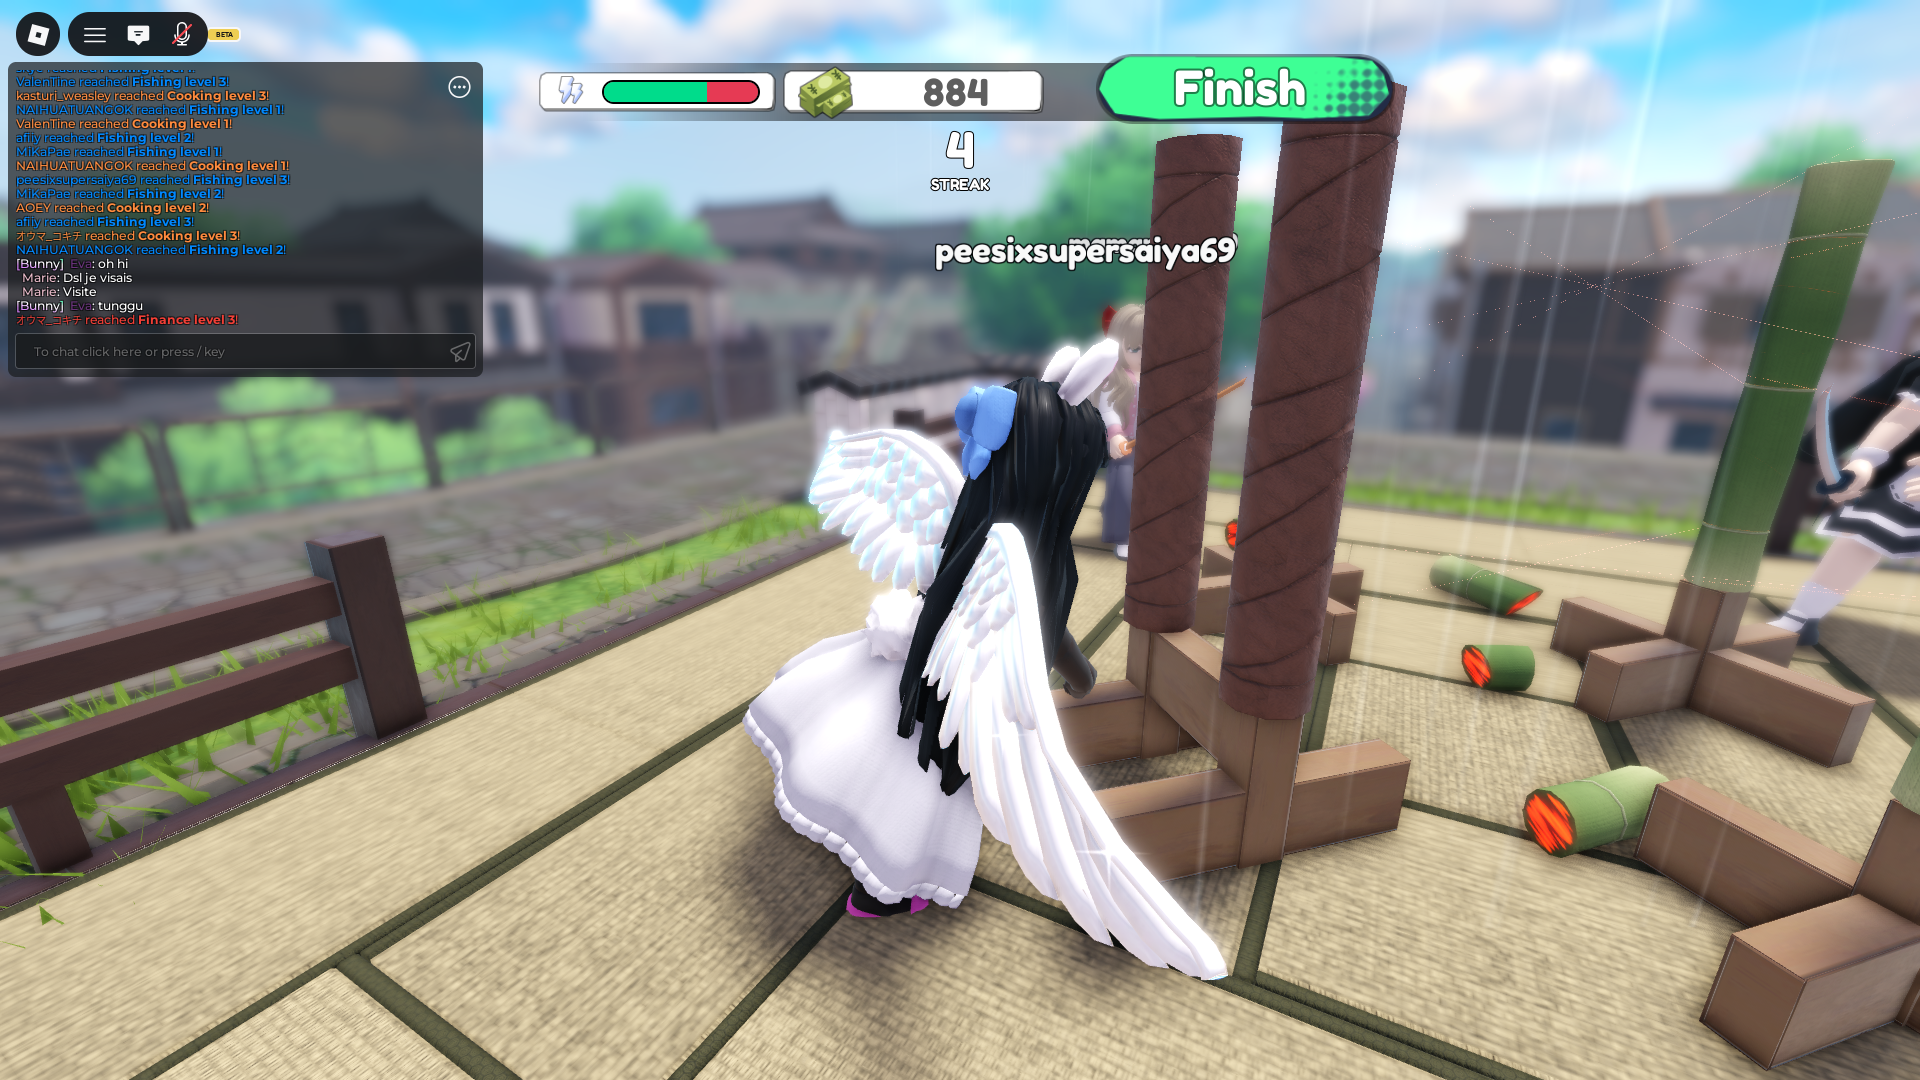 BETA
ValenTine reached Fishing level 3!
kasturi_weasley reached Cooking level 3!
NAIHUATUANGOK reached Fishing level 1!
ValenTine reached Cooking level 1!
afily reached Fishing level 2!
MiKaPae reached Fishing level 1!
NAIHUATUANGOK reached Cooking level 1!
peesixsupersaiya69 reached Fishing level 3!
MiKaPae reached Fishing level 2!
AOEY reached Cooking level 2!
afily reached Fishing level 3!
オウマ_コキチ reached Cooking level 3!
NAIHUATUANGOK reached Fishing level 2!
[Bunny] Eva: oh hi
Marie: Dsl je visais
Marie: Visite
[Bunny] Eva: tunggu
オウマ_コキチ reached Finance level 3!
To chat click here or press / key
884
Finish
4
STREAK
peesixsupersaiya69